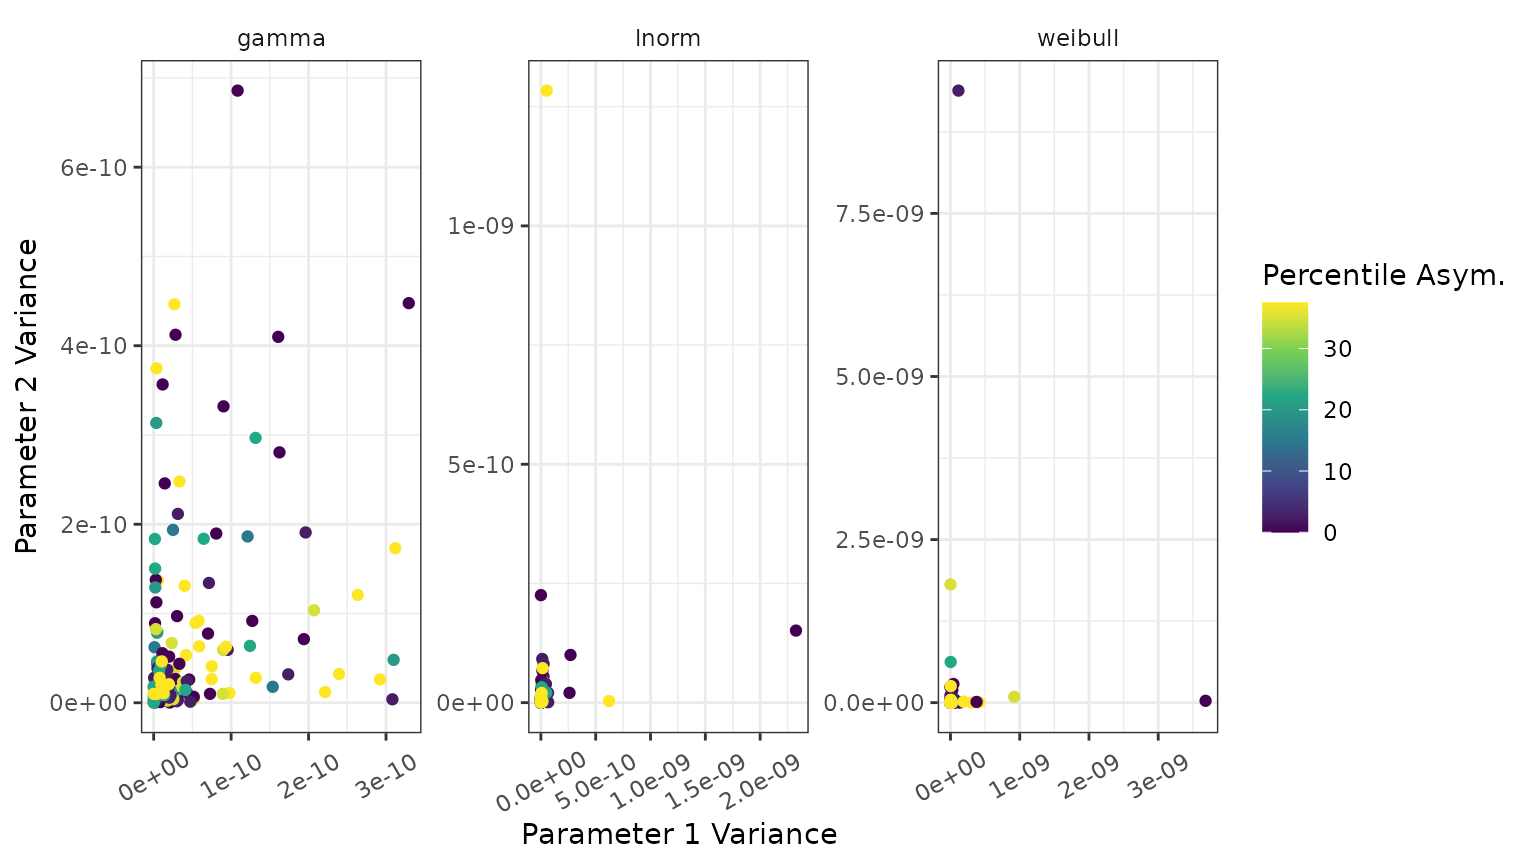 gamma
lnorm
weibull
Parameter 2 Variance
6e-10
4e-10
2e-10
0e+00
1e-09
5e-10
0e+00
7.5e-09
5.0e-09
2.5e-09
0.0e+00
0e+00
1e-10
2e-10
3e-10
0.0e+00
5.0e-10
1.0e-09
1.5e-09
2.0e-09
0e+00
1e-09
2e-09
3e-09
Parameter 1 Variance
Percentile Asym.
30
20
10
0